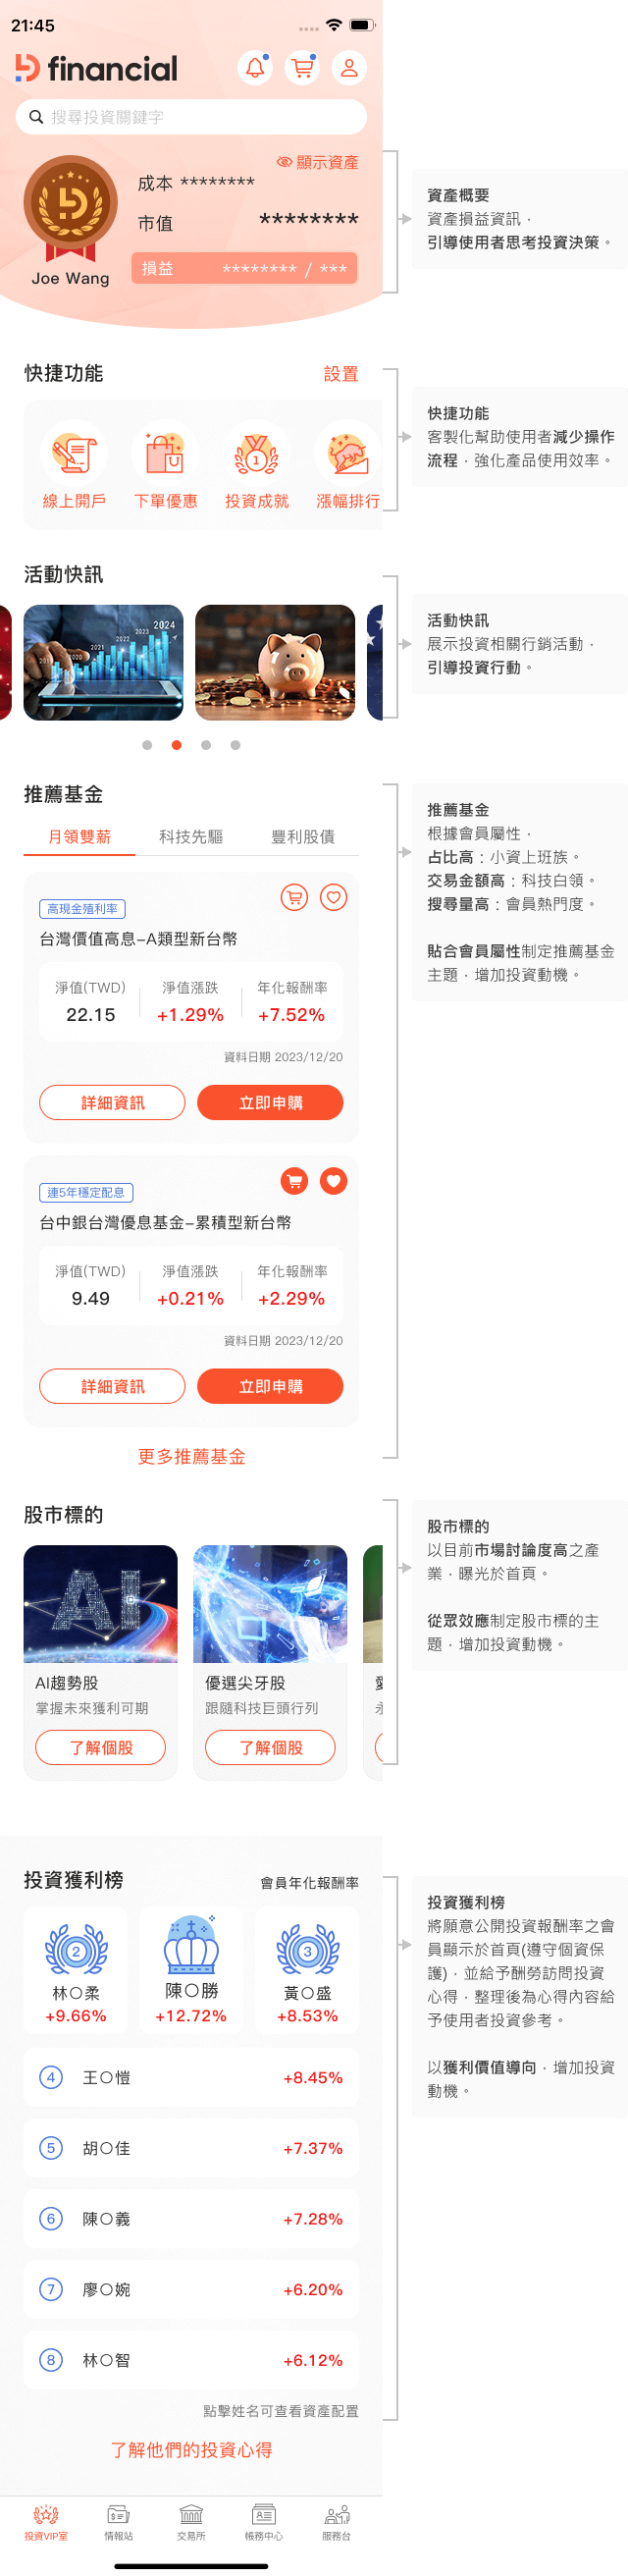 21:45
financial
搜尋投資關鍵字
顯示資產
成本 ********
市值 ********
損益 ******** / ***
Joe Wang
資產概要
資產損益資訊，
引導使用者思考投資決策。
快捷功能
設置
線上開戶
下單優惠
投資成就
漲幅排行
快捷功能
客製化幫助使用者減少操作
流程，強化產品使用效率。
活動快訊
2019
2020
2021
2022
2023
2024
活動快訊
展示投資相關行銷活動，
引導投資行動。
推薦基金
月領雙薪
科技先驅
豐利股債
高現金殖利率
台灣價值高息-A類型新台幣
淨值(TWD)
淨值漲跌
年化報酬率
22.15
+1.29%
+7.52%
資料日期 2023/12/20
詳細資訊
立即申購
連5年穩定配息
台中銀台灣優息基金-累積型新台幣
淨值(TWD)
淨值漲跌
年化報酬率
9.49
+0.21%
+2.29%
資料日期 2023/12/20
詳細資訊
立即申購
更多推薦基金
推薦基金
根據會員屬性，
占比高：小資上班族。
交易金額高：科技白領。
搜尋量高：會員熱門度。
貼合會員屬性制定推薦基金
主題，增加投資動機。
股市標的
AI
AI趨勢股
掌握未來獲利可期
了解個股
優選尖牙股
跟隨科技巨頭行列
了解個股
股市標的
以目前市場討論度高之產
業，曝光於首頁。
從眾效應制定股市標的主
題，增加投資動機。
投資獲利榜
會員年化報酬率
2
林○柔
+9.66%
陳○勝
+12.72%
3
黃○盛
+8.53%
4 王○愷 +8.45%
5 胡○佳 +7.37%
6 陳○義 +7.28%
7 廖○婉 +6.20%
8 林○智 +6.12%
點擊姓名可查看資產配置
了解他們的投資心得
投資獲利榜
將願意公開投資報酬率之會
員顯示於首頁(遵守個資保
護)，並給予酬勞訪問投資
心得，整理後為心得內容給
予使用者投資參考。
以獲利價值導向，增加投資
動機。
投資VIP室
情報站
交易所
帳務中心
服務台